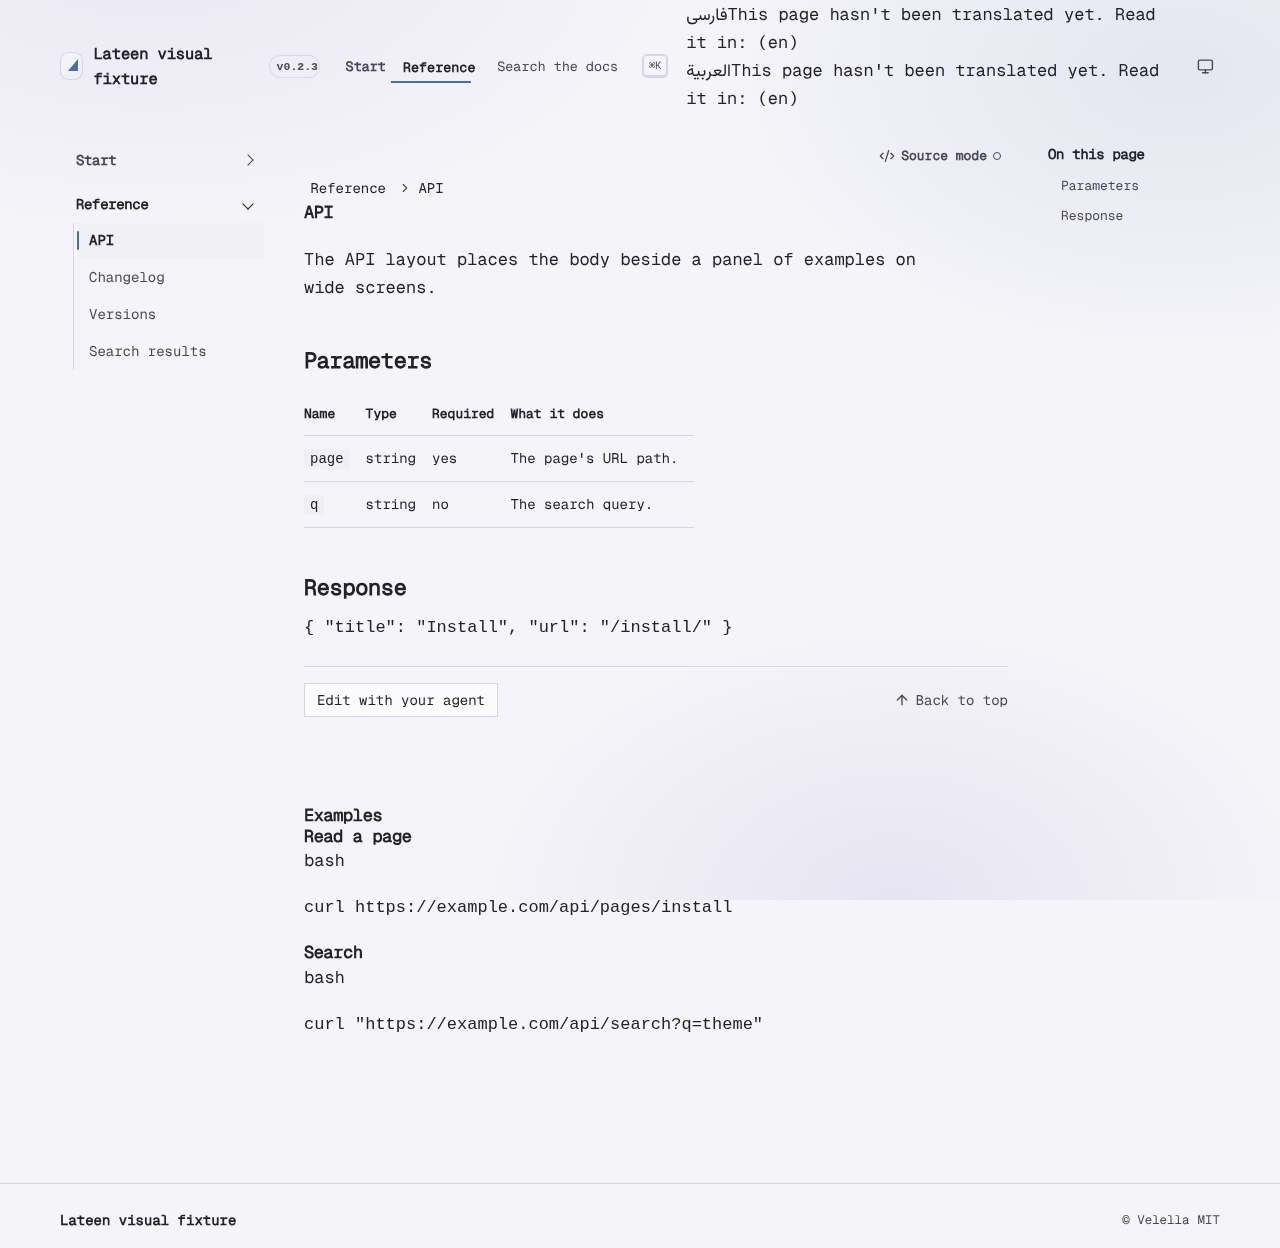 Lateen visual
fixture
v0.2.3
Start
Reference
Search the docs
⌘K
فارسیThis page hasn't been translated yet. Read
it in: (en)
العربيةThis page hasn't been translated yet. Read
it in: (en)
Start
Reference
API
Changelog
Versions
Search results
Source mode
Reference > API
API
The API layout places the body beside a panel of examples on
wide screens.
Parameters
Name Type Required What it does
page string yes The page's URL path.
q string no The search query.
Response
{ "title": "Install", "url": "/install/" }
Edit with your agent
↑ Back to top
Examples
Read a page
bash
curl https://example.com/api/pages/install
Search
bash
curl "https://example.com/api/search?q=theme"
On this page
Parameters
Response
Lateen visual fixture
© Velella MIT